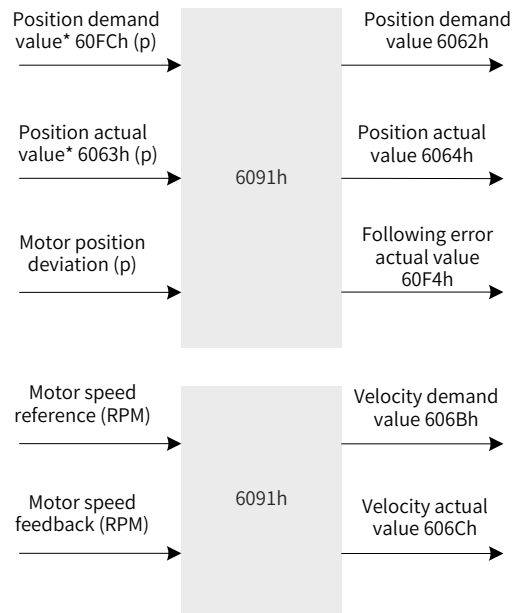 Position demand
value* 60FCh (p)
Position demand
value 6062h
Position actual
value* 6063h (p)
6091h
Position actual
value 6064h
Motor position
deviation (p)
Following error
actual value
60F4h
Motor speed
reference (RPM)
Velocity demand
value 606Bh
6091h
Motor speed
feedback (RPM)
Velocity actual
value 606Ch